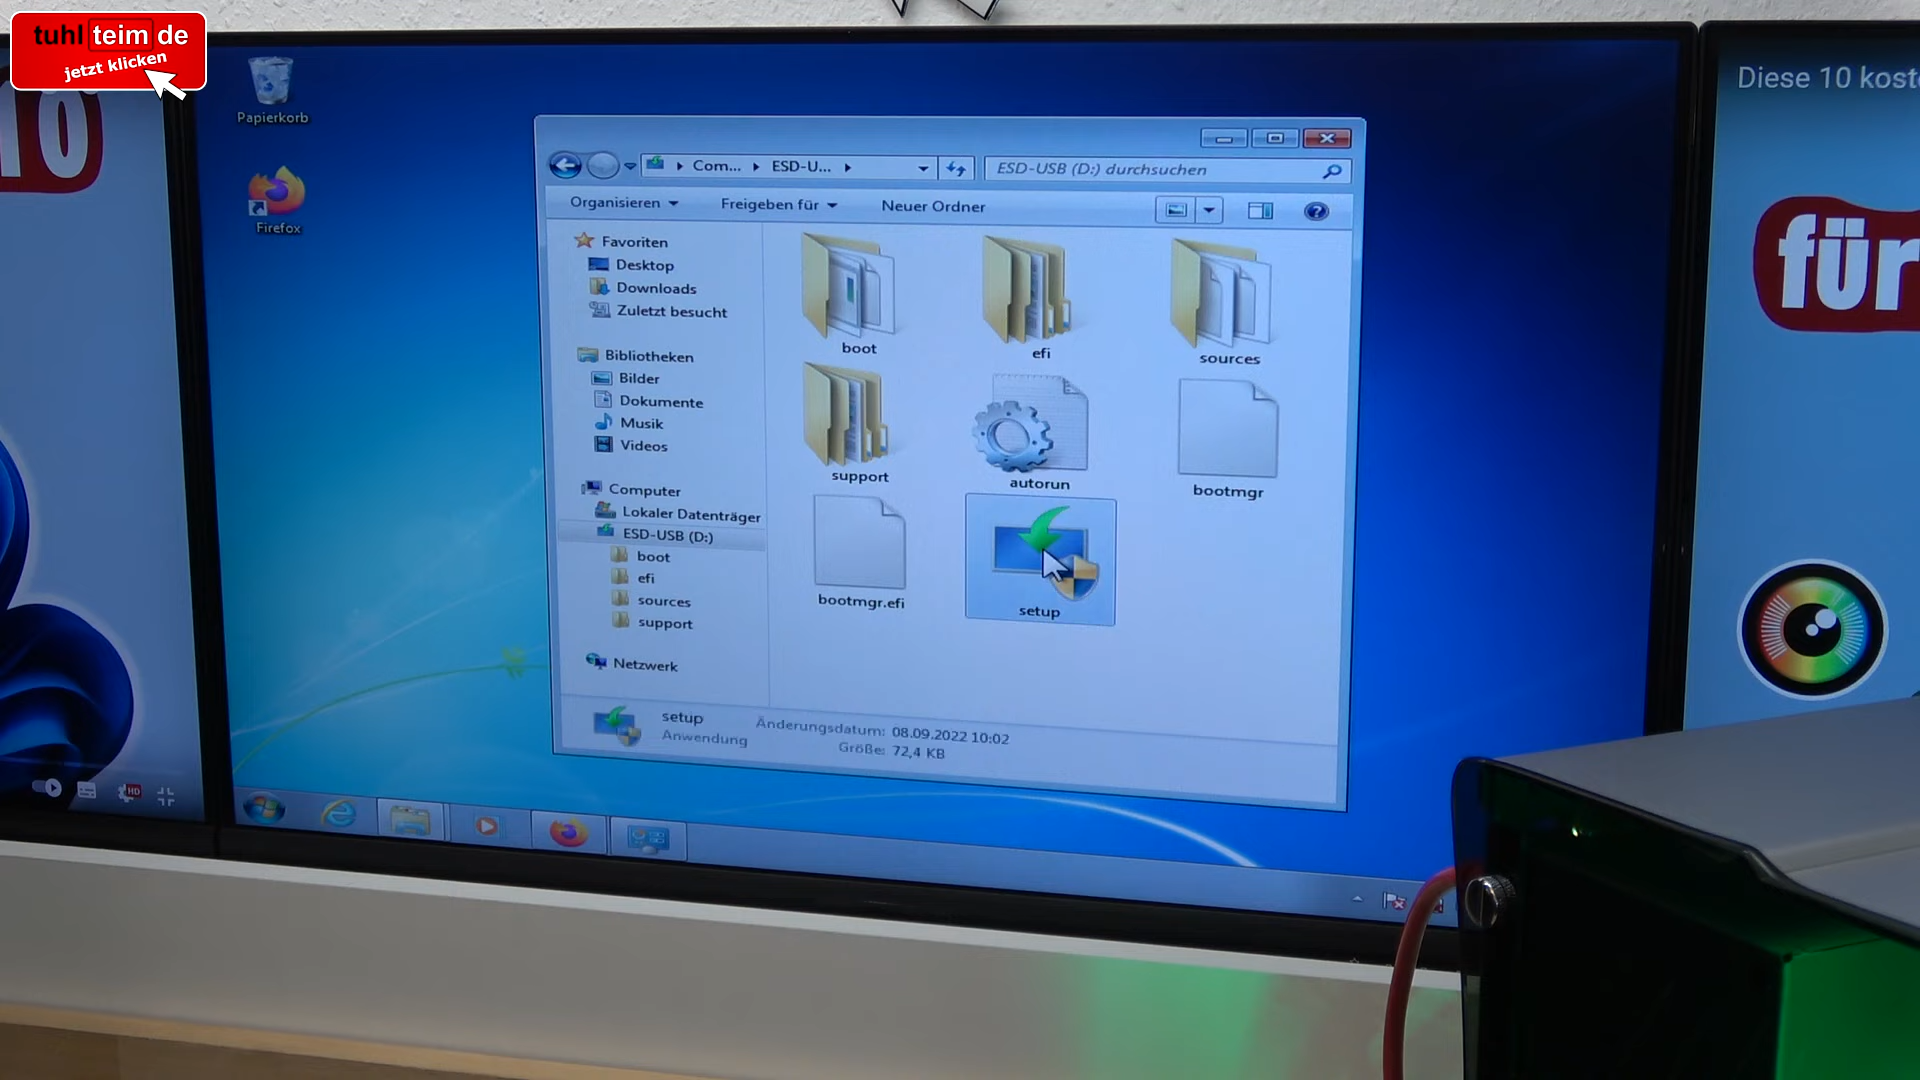 tuhl teim de
jetzt klicken
10
Papierkorb
Firefox
Com... ESD-U...
ESD-USB (D:) durchsuchen
Organisieren
Freigeben für
Neuer Ordner
Favoriten
Desktop
Downloads
Zuletzt besucht
Bibliotheken
Bilder
Dokumente
Musik
Videos
Computer
Lokaler Datenträger
ESD-USB (D:)
boot
efi
sources
support
Netzwerk
boot
efi
sources
support
autorun
bootmgr
bootmgr.efi
setup
setup
Anwendung
Änderungsdatum: 08.09.2022 10:02
Größe: 72,4 KB
HD
Diese 10 kost
für